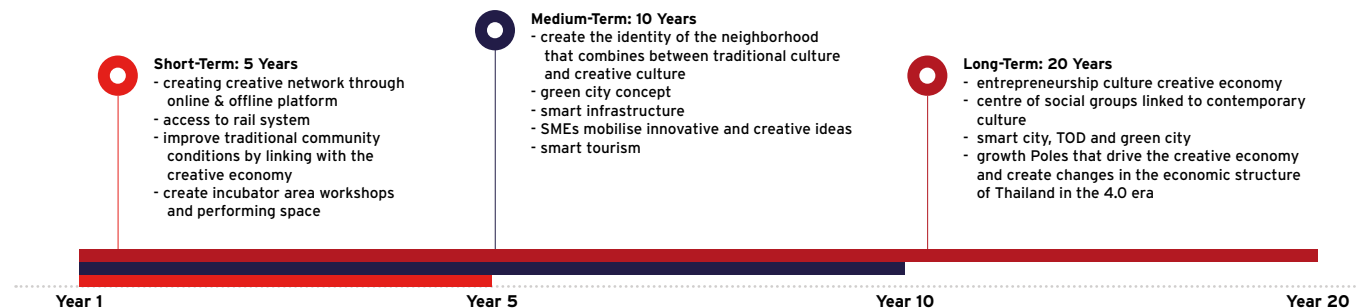 Short-Term: 5 Years
- creating creative network through
online & offline platform
- access to rail system
- improve traditional community
conditions by linking with the
creative economy
- create incubator area workshops
and performing space
Medium-Term: 10 Years
- create the identity of the neighborhood
that combines between traditional culture
and creative culture
- green city concept
- smart infrastructure
- SMEs mobilise innovative and creative ideas
- smart tourism
Long-Term: 20 Years
- entrepreneurship culture creative economy
- centre of social groups linked to contemporary
culture
- smart city, TOD and green city
- growth Poles that drive the creative economy
and create changes in the economic structure
of Thailand in the 4.0 era
Year 1
Year 5
Year 10
Year 20